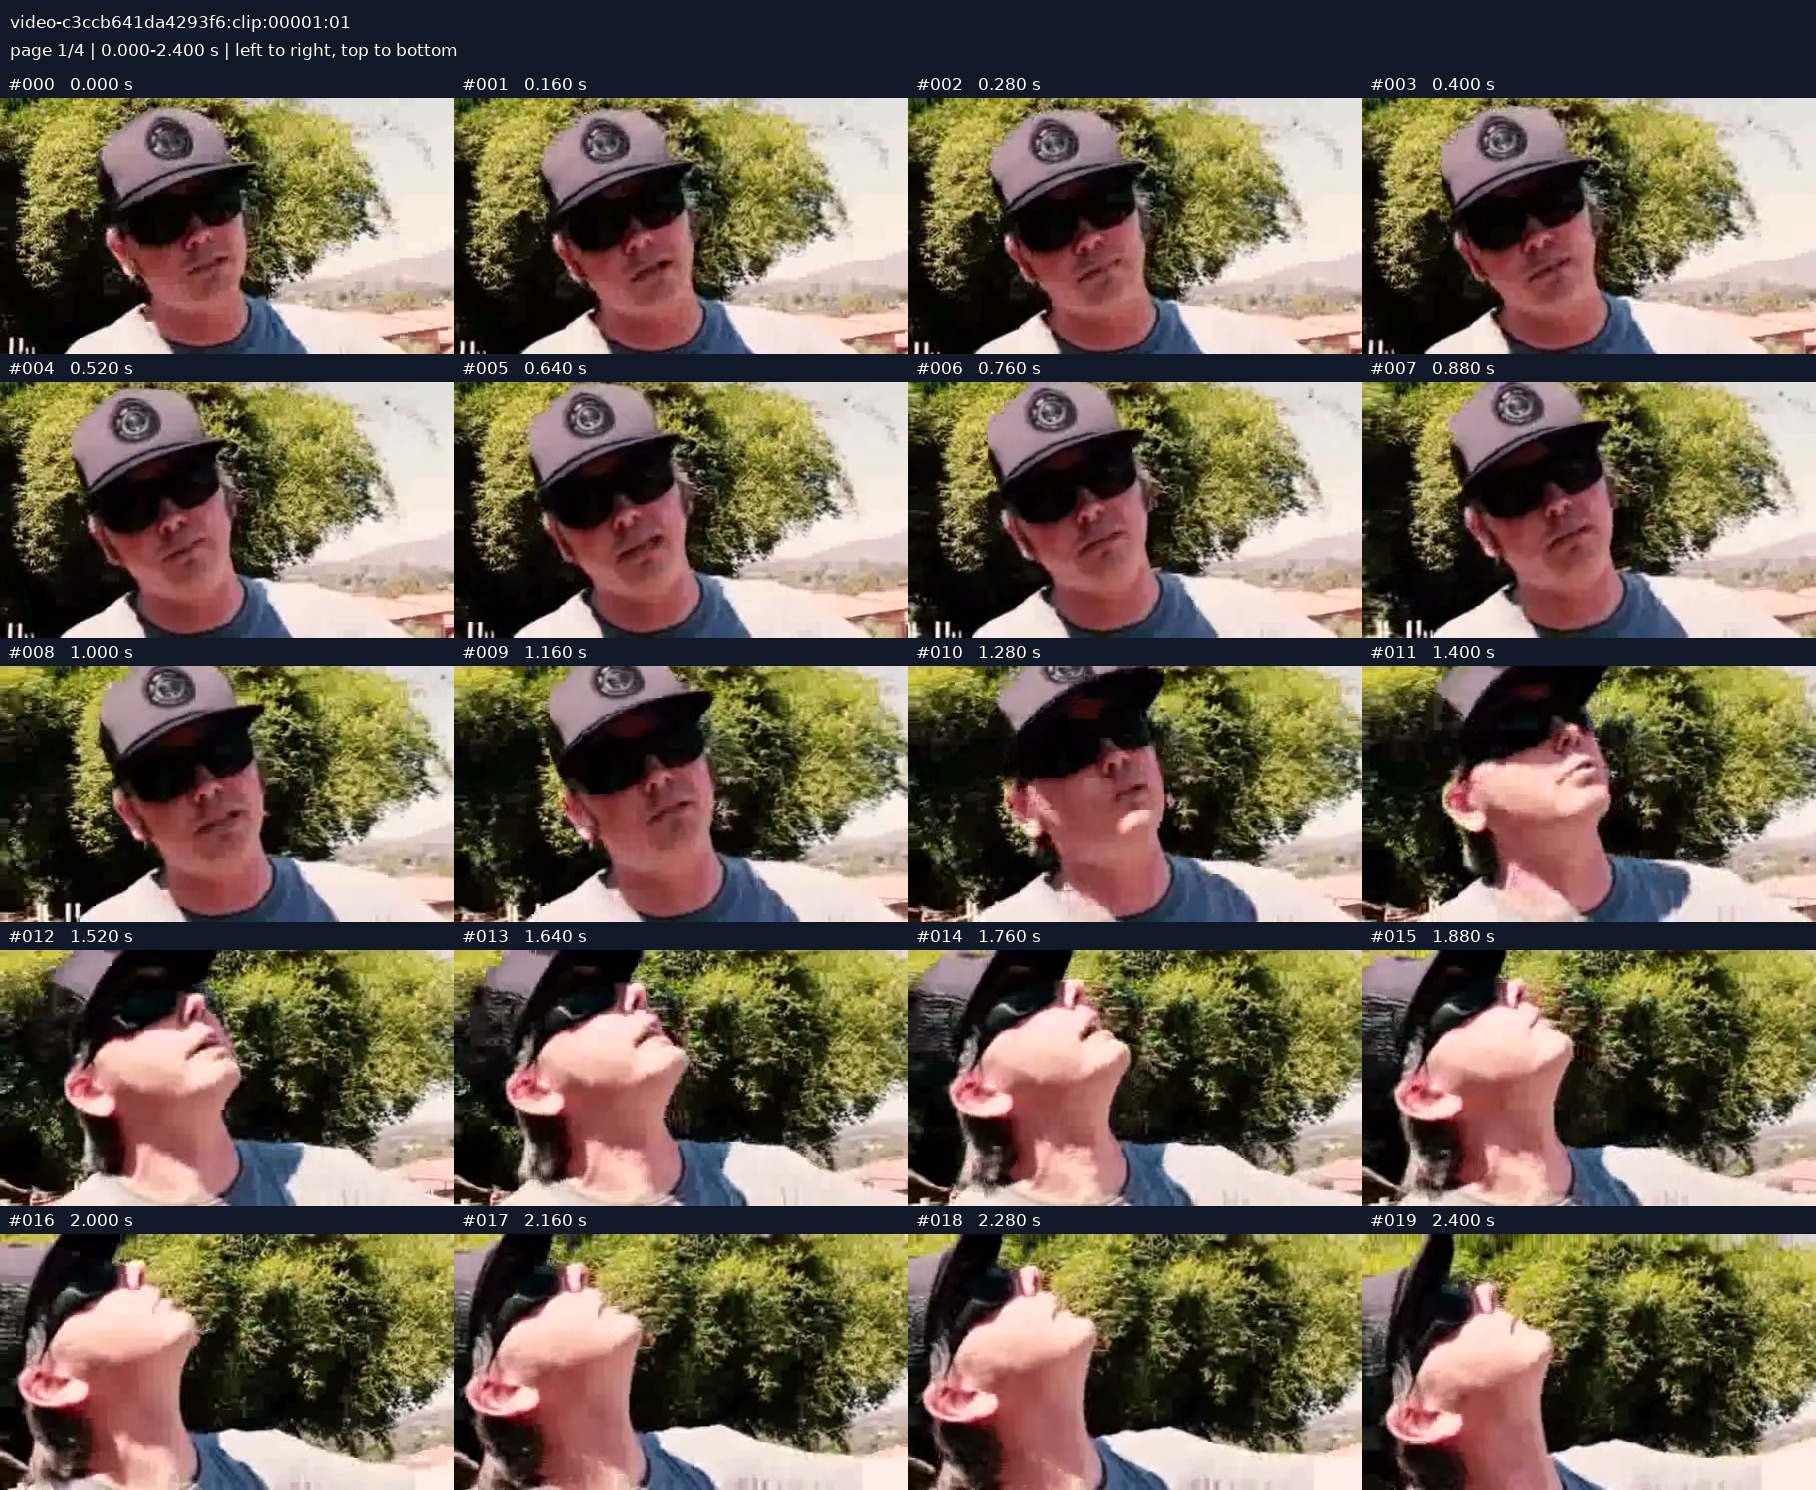 video-c3ccb641da4293f6:clip:00001:01
page 1/4 | 0.000-2.400 s | left to right, top to bottom
#000 0.000 s
#001 0.160 s
#002 0.280 s
#003 0.400 s
#004 0.520 s
#005 0.640 s
#006 0.760 s
#007 0.880 s
#008 1.000 s
#009 1.160 s
#010 1.280 s
#011 1.400 s
#012 1.520 s
#013 1.640 s
#014 1.760 s
#015 1.880 s
#016 2.000 s
#017 2.160 s
#018 2.280 s
#019 2.400 s